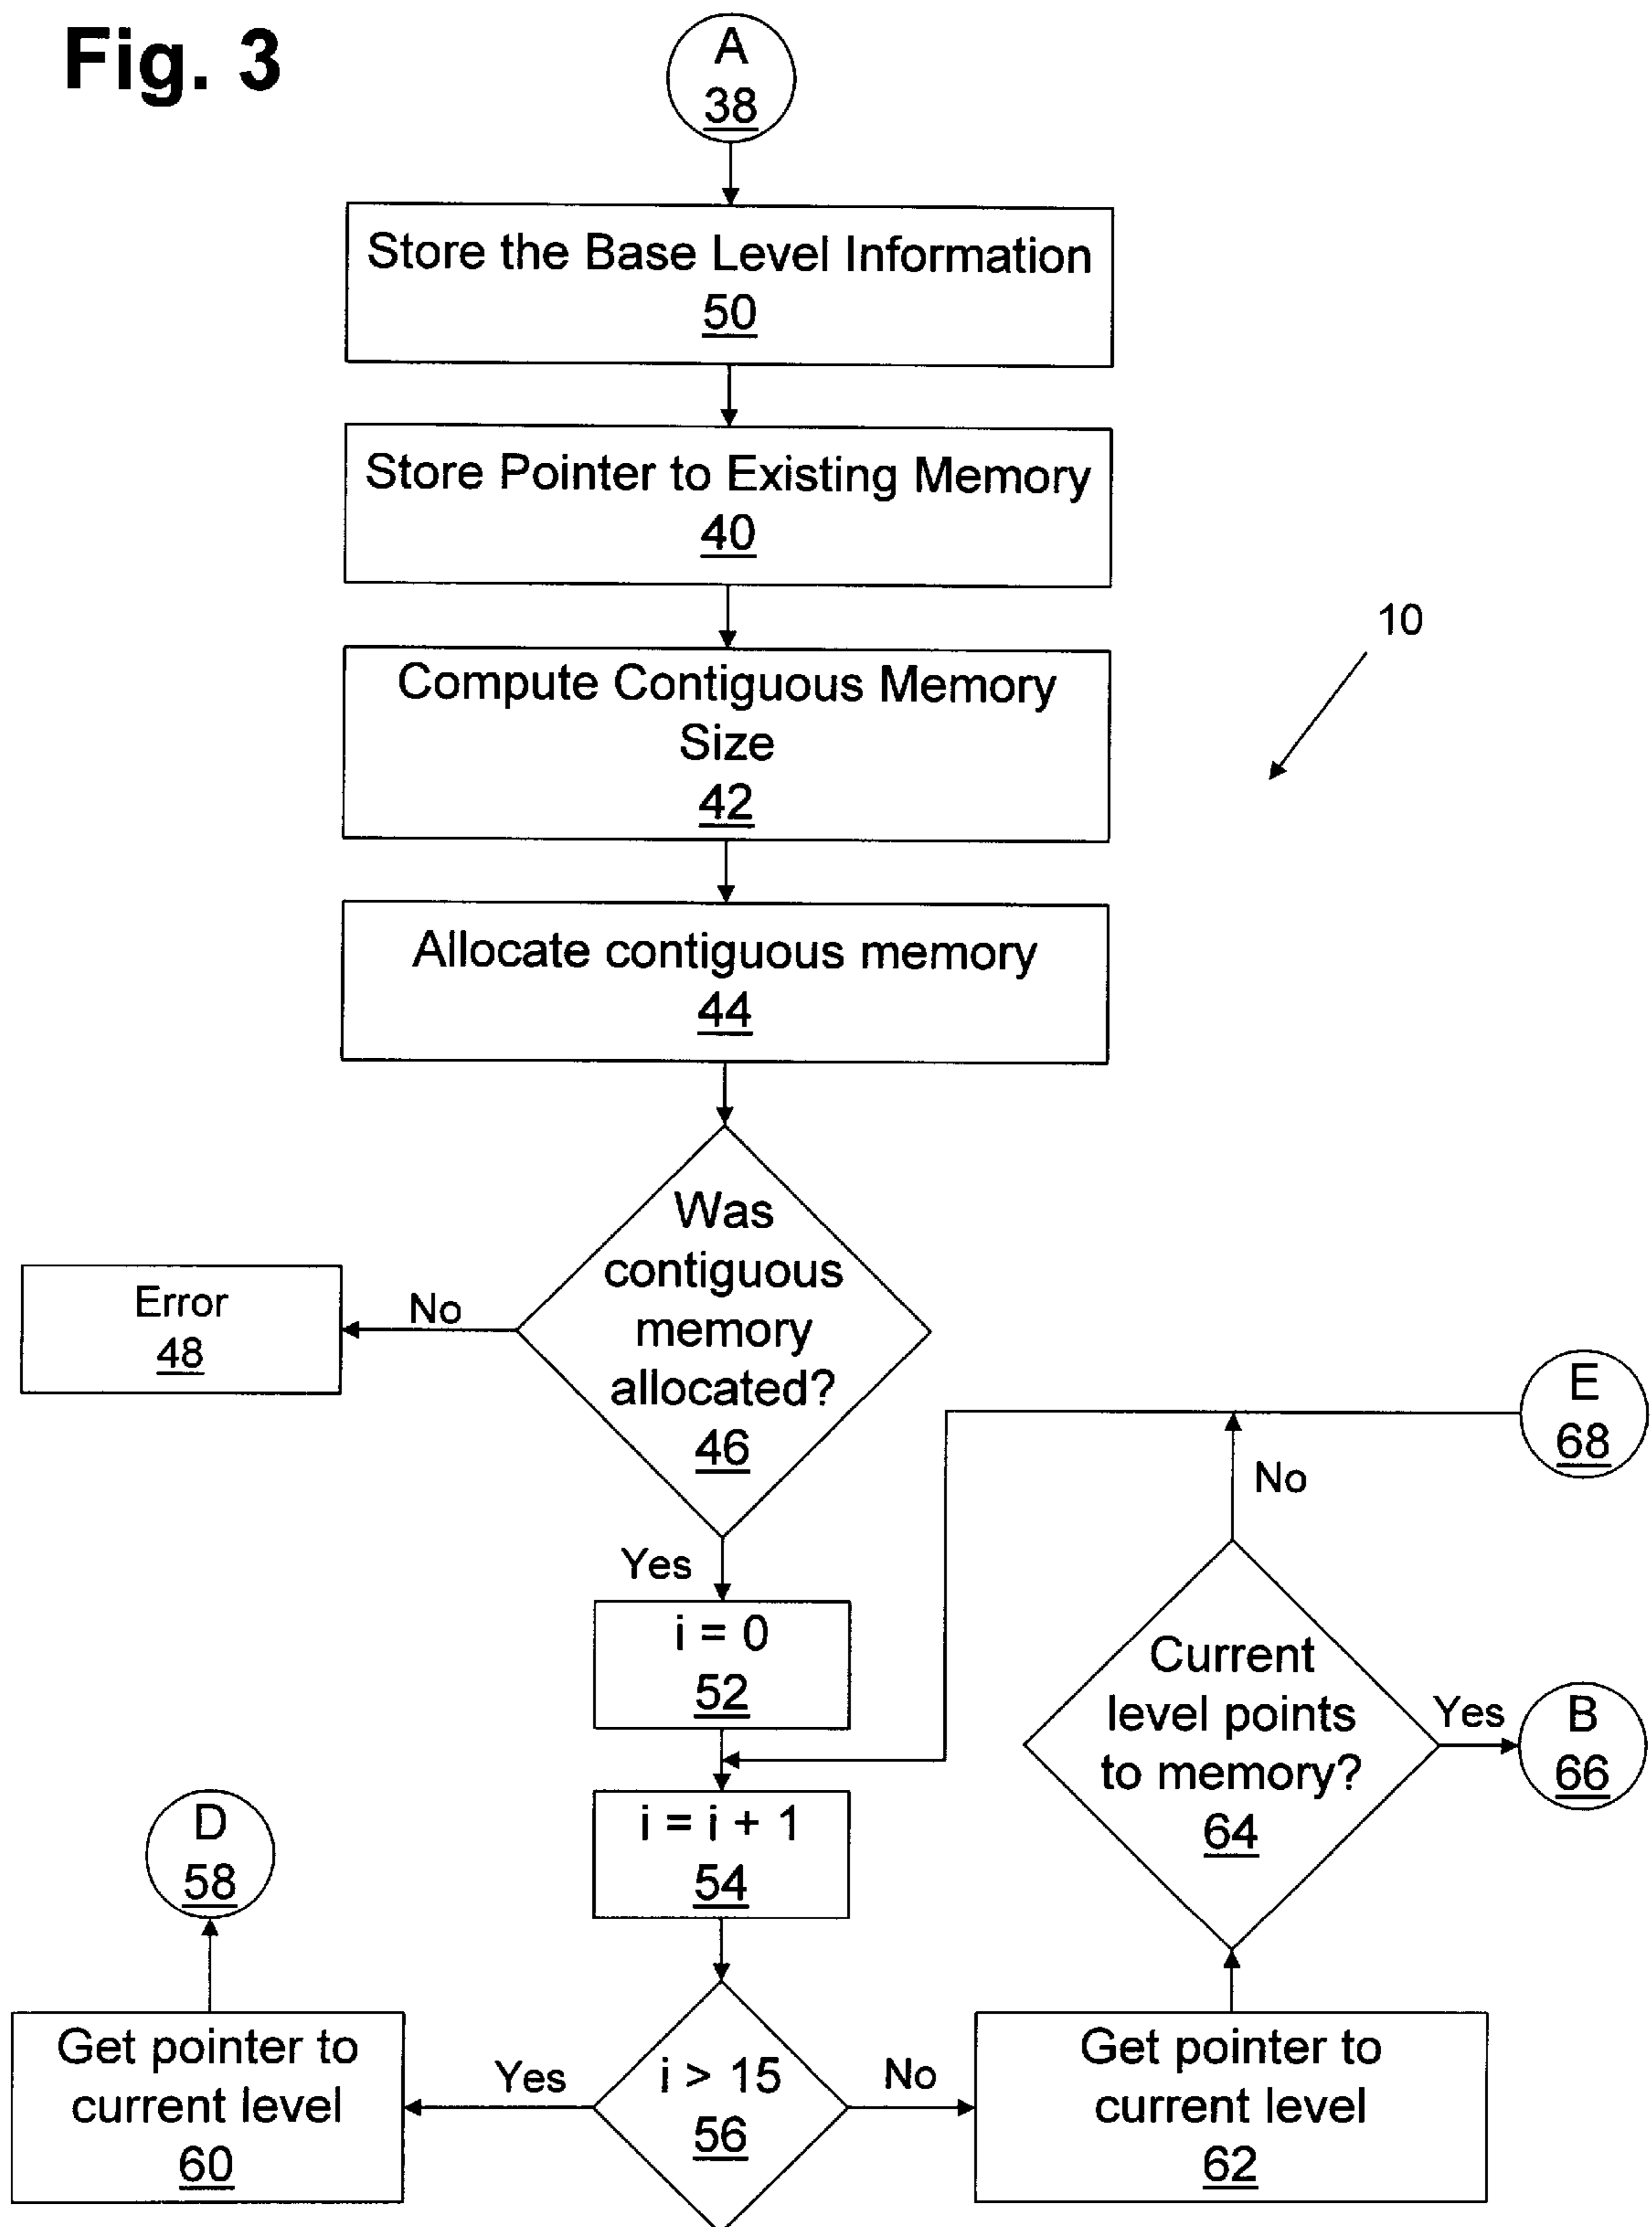 Fig. 3
A
38
Store the Base Level Information
50
Store Pointer to Existing Memory
40
10
Compute Contiguous Memory
Size
42
Allocate contiguous memory
44
Was
contiguous
memory
allocated?
46
No
Error
48
E
68
No
Yes
i = 0
52
Current
level points
to memory?
64
Yes
B
66
i = i + 1
54
D
58
Get pointer to
current level
60
Yes
i > 15
56
No
Get pointer to
current level
62